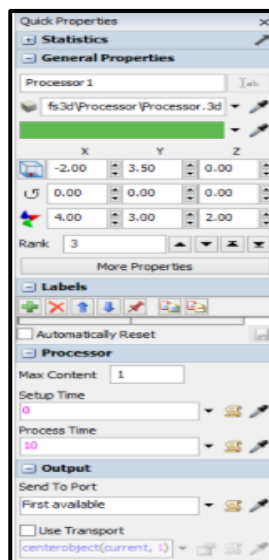 Quick Properties
Statistics
General Properties
Processor1
fs3d\Processor\Processor.3d
X Y Z
-2.00 3.50 0.00
0.00 0.00 0.00
4.00 3.00 2.00
Rank 3
More Properties
Labels
Automatically Reset
Processor
Max Content 1
Setup Time
0
Process Time
10
Output
Send To Port
First available
Use Transport
centerobject(current, 1)